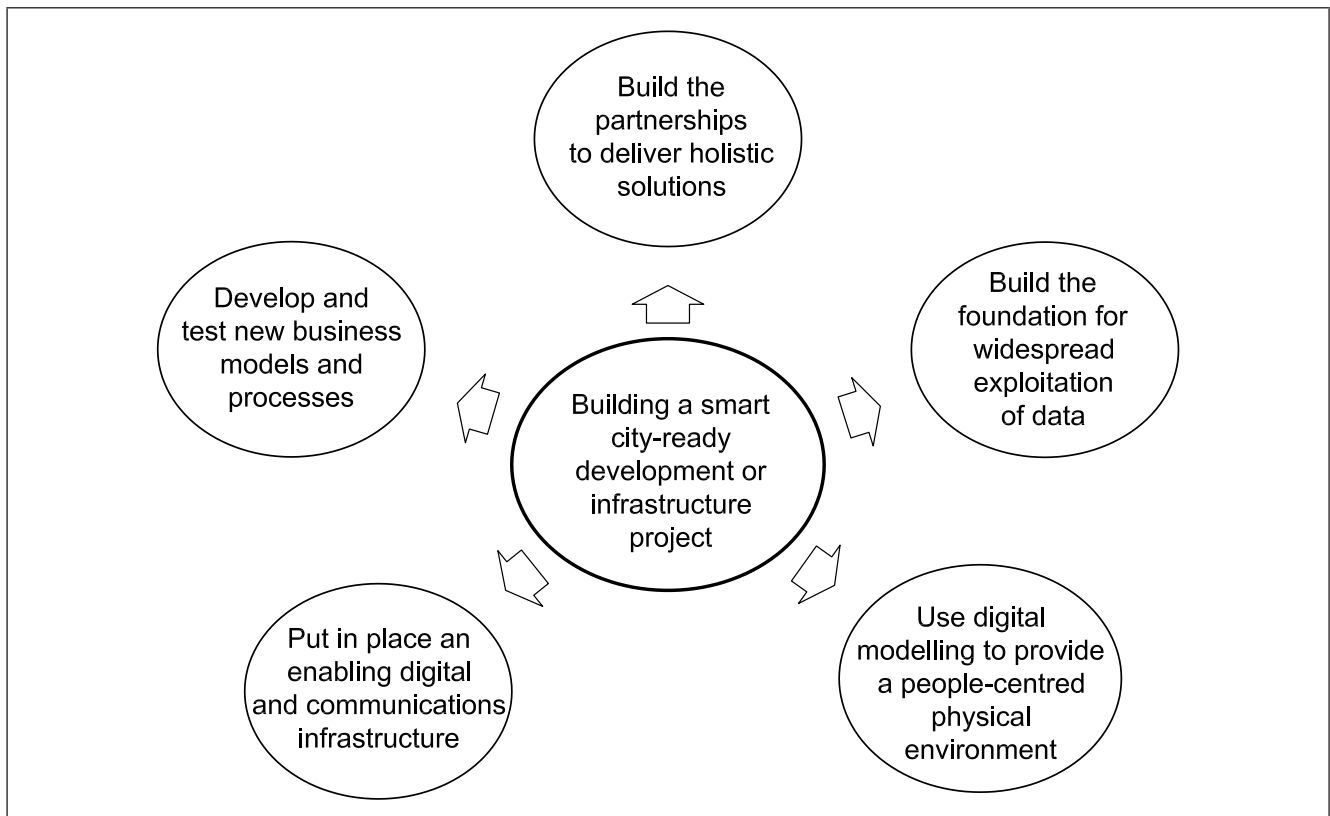 Build the
partnerships
to deliver holistic
solutions
Develop and
test new business
models and
processes
Build the
foundation for
widespread
exploitation
of data
Building a smart
city-ready
development or
infrastructure
project
Put in place an
enabling digital
and communications
infrastructure
Use digital
modelling to provide
a people-centred
physical
environment